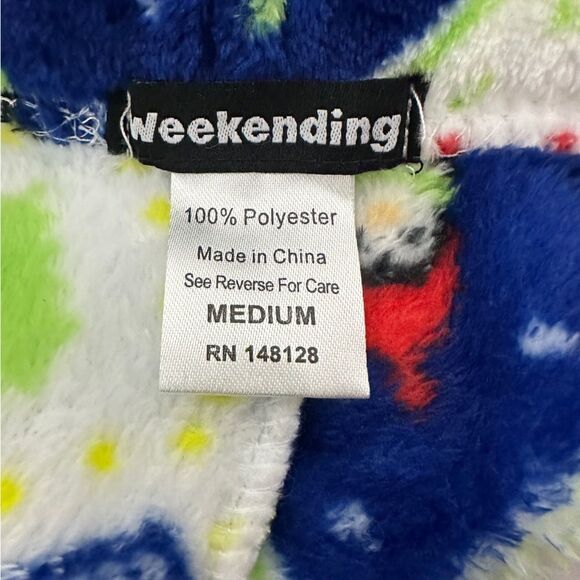 Weekending
100% Polyester
Made in China
See Reverse For Care
MEDIUM
RN 148128